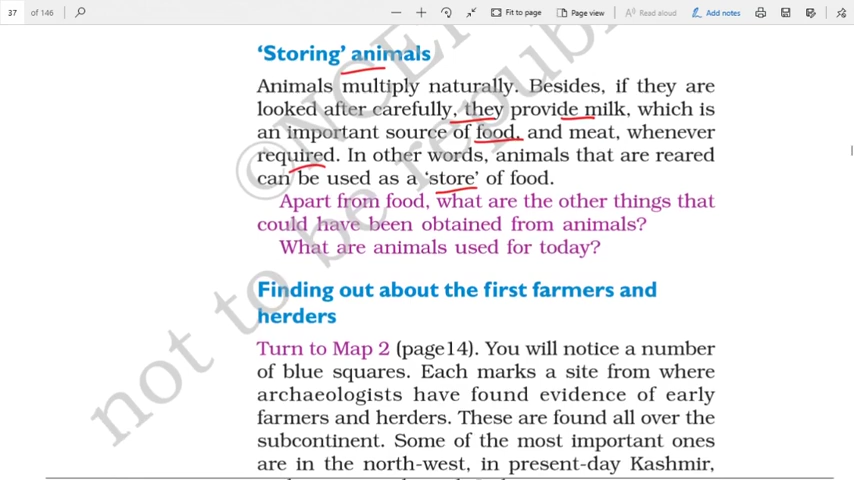 37 of 146 Fit to page Page view Read aloud Add notes
'Storing' animals
Animals multiply naturally. Besides, if they are
looked after carefully, they provide milk, which is
an important source of food, and meat, whenever
required. In other words, animals that are reared
can be used as a 'store' of food.
Apart from food, what are the other things that
could have been obtained from animals?
What are animals used for today?
Finding out about the first farmers and
herders
Turn to Map 2 (page14). You will notice a number
of blue squares. Each marks a site from where
archaeologists have found evidence of early
farmers and herders. These are found all over the
subcontinent. Some of the most important ones
are in the north-west, in present-day Kashmir,
©NCERT
not to be republi